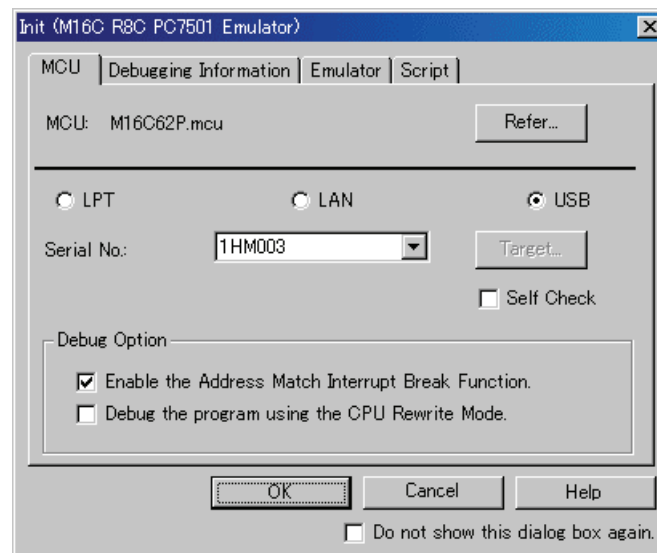 Init (M16C R8C PC7501 Emulator)
MCU Debugging Information Emulator Script
MCU: M16C62P.mcu Refer...
LPT LAN USB
Serial No.: 1HM003 Target...
Self Check
Debug Option
Enable the Address Match Interrupt Break Function.
Debug the program using the CPU Rewrite Mode.
OK Cancel Help
Do not show this dialog box again.